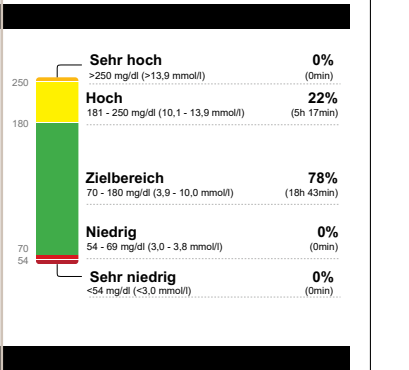 Sehr hoch 0%
>250 mg/dl (>13,9 mmol/l) (0min)
250
Hoch 22%
181 - 250 mg/dl (10,1 - 13,9 mmol/l) (5h 17min)
180
Zielbereich 78%
70 - 180 mg/dl (3,9 - 10,0 mmol/l) (18h 43min)
Niedrig 0%
54 - 69 mg/dl (3,0 - 3,8 mmol/l) (0min)
70
54
Sehr niedrig 0%
<54 mg/dl (<3,0 mmol/l) (0min)